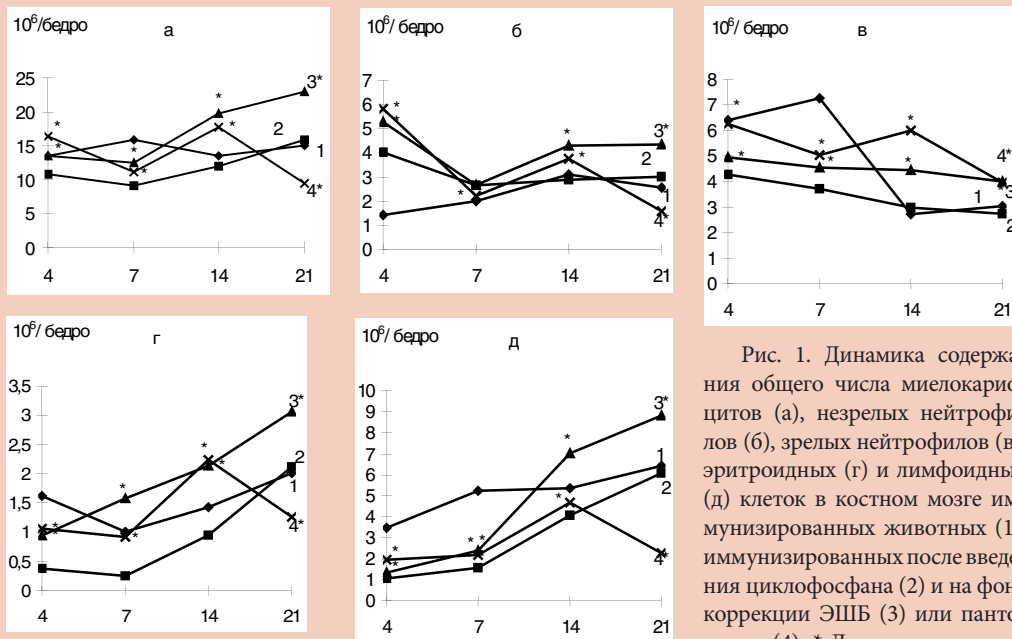 10⁶/бедро
а
25
20
15
10
5
0
4 7 14 21
* * * * * *
3*
2
1
4*
10⁶/ бедро
б
7
6
5
4
3
2
1
0
4 7 14 21
* * * * *
3*
2
1
4*
10⁶/ бедро
в
8
7
6
5
4
3
2
1
0
4 7 14 21
* * * * * *
4*
3
1
2
10⁶/ бедро
г
3,5
3
2,5
2
1,5
1
0,5
0
4 7 14 21
* * * * * *
3*
2
1
4*
10⁶/ бедро
д
10
9
8
7
6
5
4
3
2
1
0
4 7 14 21
* * * * * *
3*
1
2
4*
Рис. 1. Динамика содержа
ния общего числа миелокарио
цитов (а), незрелых нейтрофи
лов (б), зрелых нейтрофилов (в
эритроидных (г) и лимфоидны
(д) клеток в костном мозге им
мунизированных животных (1
иммунизированных после введе
ния циклофосфана (2) и на фон
коррекции ЭШБ (3) или панто
(4). *